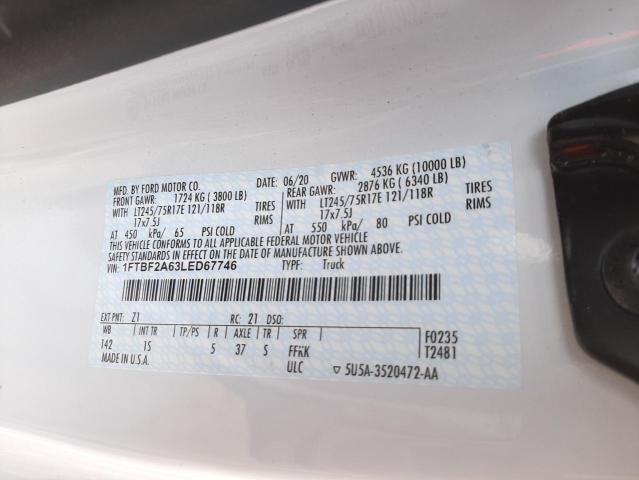 MFD. BY FORD MOTOR CO.
DATE: 06/20 GVWR: 4536 KG (10000 LB)
FRONT GAWR: 1724 KG ( 3800 LB)
REAR GAWR: 2876 KG ( 6340 LB)
WITH LT245/75R17E 121/118R TIRES
WITH LT245/75R17E 121/118R TIRES
17x7.5J RIMS
17x7.5J RIMS
AT 450 kPa/ 65 PSI COLD
AT 550 kPa/ 80 PSI COLD
THIS VEHICLE CONFORMS TO ALL APPLICABLE FEDERAL MOTOR VEHICLE
SAFETY STANDARDS IN EFFECT ON THE DATE OF MANUFACTURE SHOWN ABOVE.
VIN: 1FTBF2A63LED67746 TYPE: Truck
EXT PNT: Z1 RC: 21 DSO:
WB INT TR TP/PS R AXLE TR SPR
142 1S 5 37 S
F0235
T2481
MADE IN U.S.A. ULC 5U5A-3520472-AA